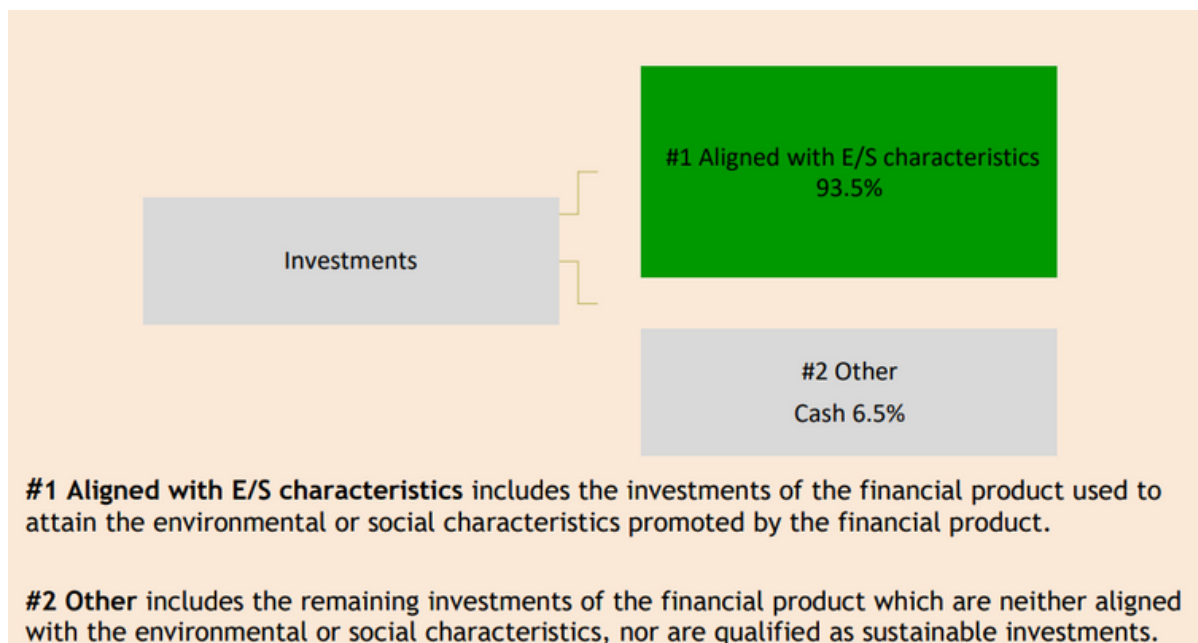 #1 Aligned with E/S characteristics
93.5%
Investments
#2 Other
Cash 6.5%
#1 Aligned with E/S characteristics includes the investments of the financial product used to
attain the environmental or social characteristics promoted by the financial product.
#2 Other includes the remaining investments of the financial product which are neither aligned
with the environmental or social characteristics, nor are qualified as sustainable investments.